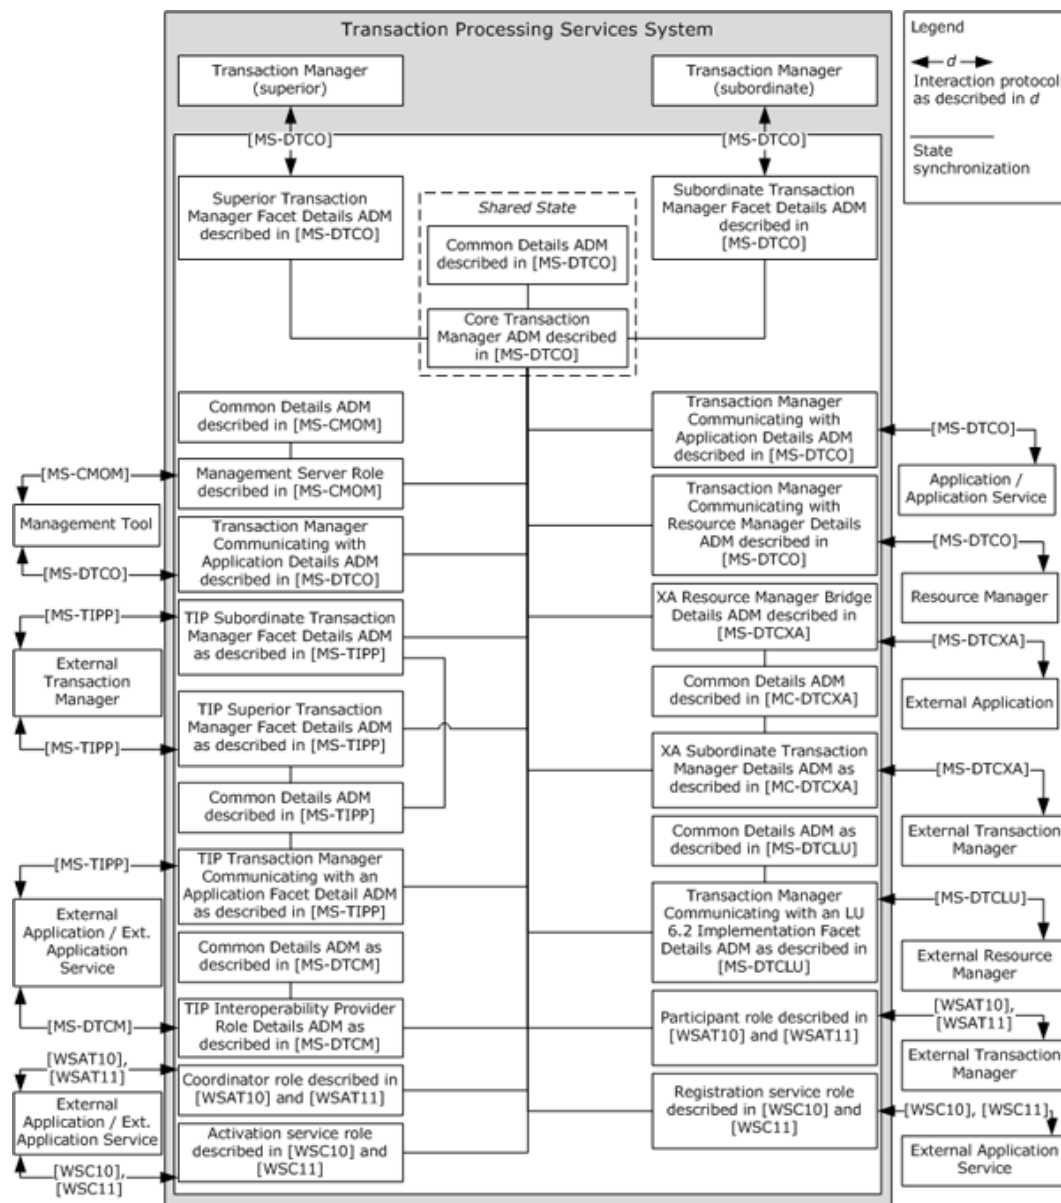 Transaction Processing Services System
Legend
d
Interaction protocol
as described in d
State
synchronization
Transaction Manager
(superior)
Transaction Manager
(subordinate)
[MS-DTCO]
[MS-DTCO]
Superior Transaction
Manager Facet Details ADM
described in [MS-DTCO]
Shared State
Common Details ADM
described in [MS-DTCO]
Core Transaction
Manager ADM described
in [MS-DTCO]
Subordinate Transaction
Manager Facet Details ADM
described in
[MS-DTCO]
Common Details ADM
described in [MS-CMOM]
Management Server Role
described in [MS-CMOM]
Transaction Manager
Communicating with
Application Details ADM
described in [MS-DTCO]
TIP Subordinate Transaction
Manager Facet Details ADM
as described in [MS-TIPP]
TIP Superior Transaction
Manager Facet Details ADM
as described in [MS-TIPP]
Common Details ADM
described in [MS-TIPP]
TIP Transaction Manager
Communicating with an
Application Facet Detail ADM
as described in [MS-TIPP]
Common Details ADM as
described in [MS-DTCM]
TIP Interoperability Provider
Role Details ADM as
described in [MS-DTCM]
Coordinator role described in
[WSAT10] and [WSAT11]
Activation service role
described in [WSC10] and
[WSC11]
[MS-CMOM]
Management Tool
[MS-DTCO]
[MS-TIPP]
External
Transaction
Manager
[MS-TIPP]
[MS-TIPP]
External
Application / Ext.
Application
Service
[MS-DTCM]
[WSAT10],
[WSAT11]
External
Application / Ext.
Application Service
[WSC10],
[WSC11]
Transaction Manager
Communicating with
Application Details ADM
described in [MS-DTCO]
Transaction Manager
Communicating with
Resource Manager Details
ADM described in
[MS-DTCO]
XA Resource Manager Bridge
Details ADM described in
[MS-DTCXA]
Common Details ADM
described in [MC-DTCXA]
XA Subordinate Transaction
Manager Details ADM as
described in [MC-DTCXA]
Common Details ADM as
described in [MS-DTCLU]
Transaction Manager
Communicating with an LU
6.2 Implementation Facet
Details ADM as described in
[MS-DTCLU]
Participant role described in
[WSAT10] and [WSAT11]
Registration service role
described in [WSC10] and
[WSC11]
[MS-DTCO]
Application /
Application Service
[MS-DTCO]
Resource Manager
[MS-DTCXA]
External Application
[MS-DTCXA]
External Transaction
Manager
[MS-DTCLU]
External Resource
Manager
[WSAT10],
[WSAT11]
External Transaction
Manager
[WSC10], [WSC11]
External Application
Service